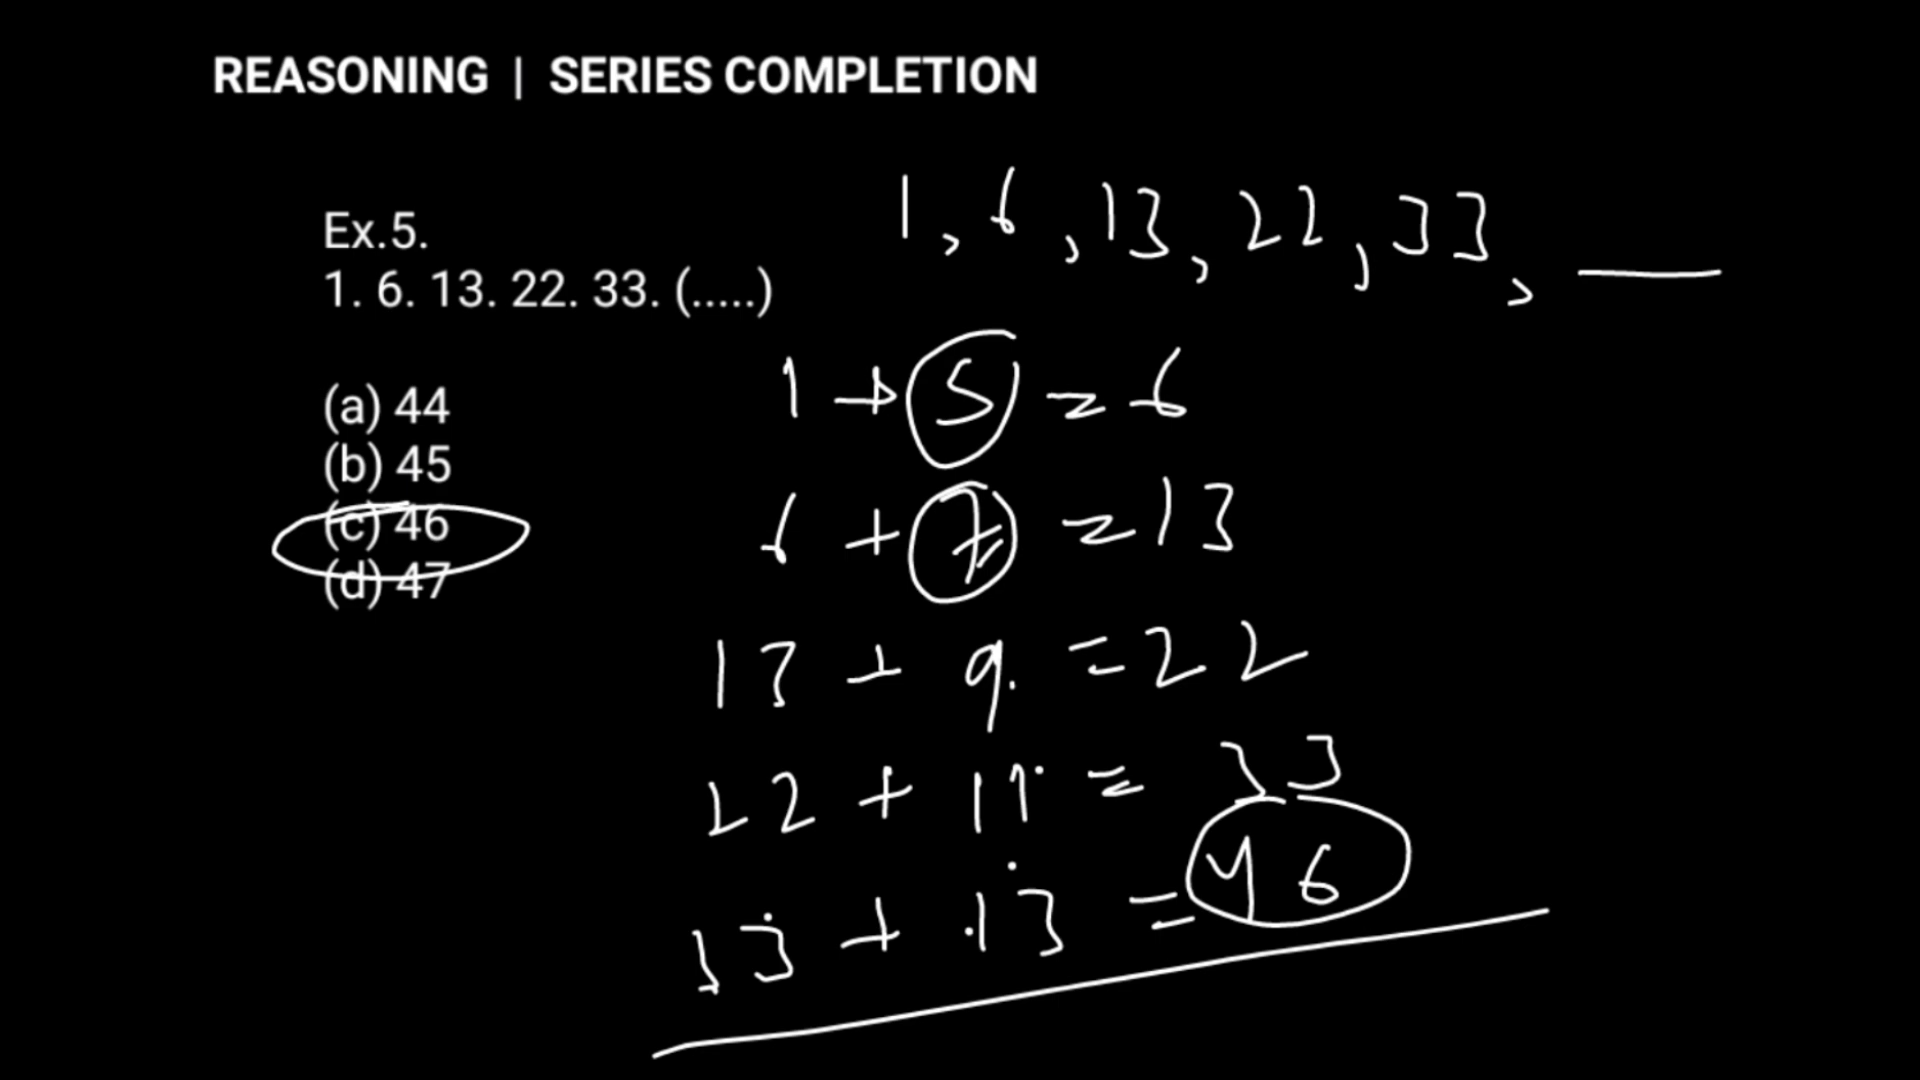 REASONING | SERIES COMPLETION
1, 6, 13, 22, 33, __
Ex.5.
1. 6. 13. 22. 33. (.....)
(a) 44
(b) 45
(c) 46
(d) 47
1 + 5 = 6
6 + 7 = 13
13 + 9. = 22
22 + 11 = 33
33 + 13 = 46